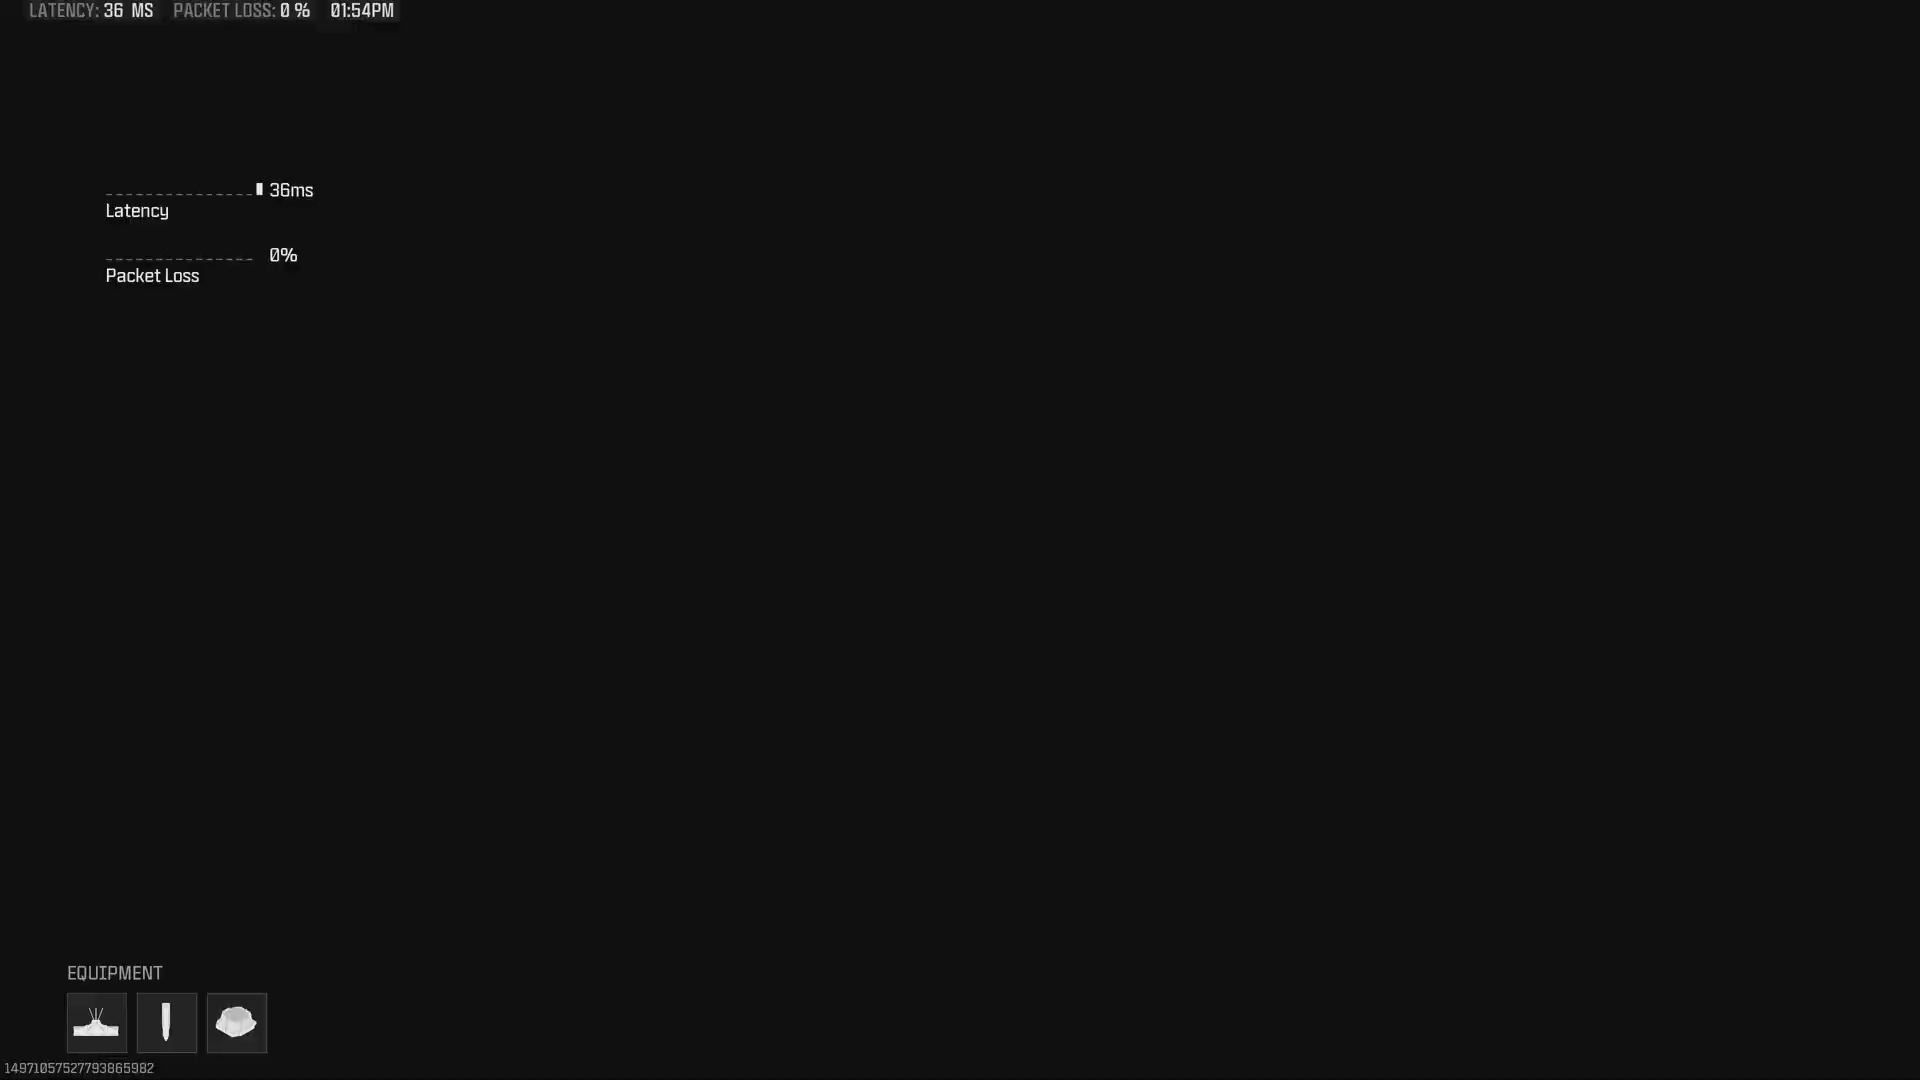 LATENCY: 36 MS PACKET LOSS: 0 % 01:54PM
36ms
Latency
0%
Packet Loss
EQUIPMENT
14971057527793865982